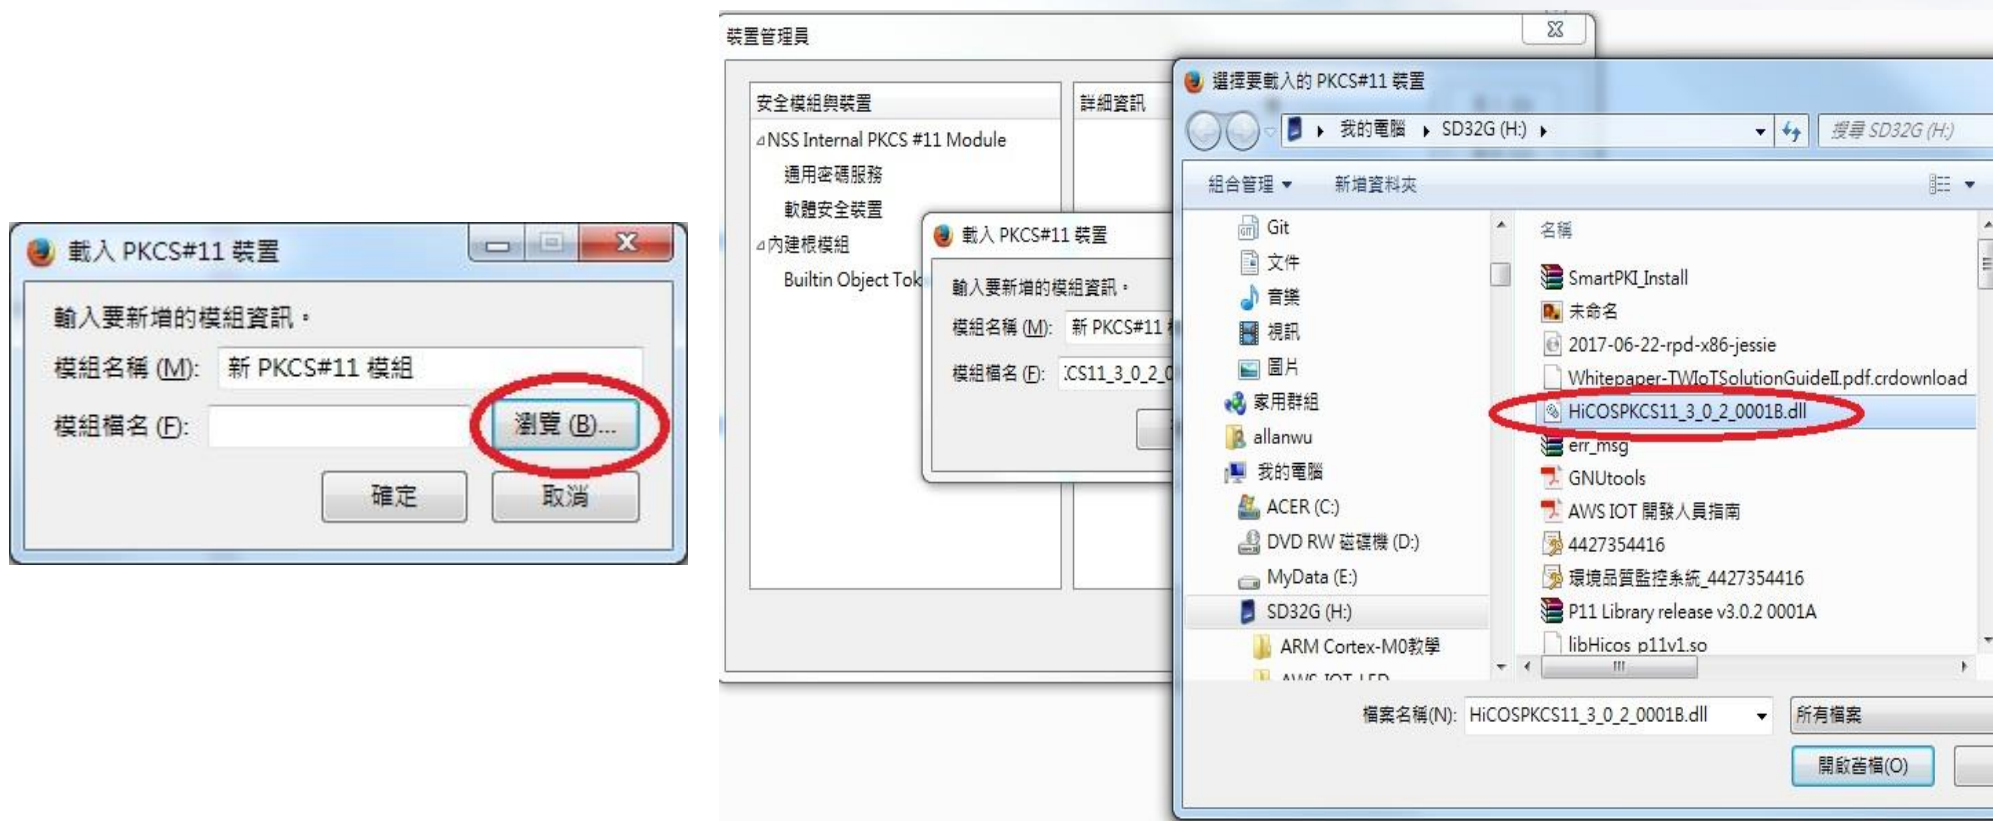 載入 PKCS#11 裝置
輸入要新增的模組資訊。
模組名稱 (M): 新 PKCS#11 模組
模組檔名 (F): 瀏覽 (B)...
確定 取消
裝置管理員
安全模組與裝置 詳細資訊
NSS Internal PKCS #11 Module
通用密碼服務
軟體安全裝置
內建根模組
Builtin Object Tok
載入 PKCS#11 裝置
輸入要新增的模組資訊。
模組名稱 (M): 新 PKCS#11
模組檔名 (F): CS11_3_0_2_0
選擇要載入的 PKCS#11 裝置
我的電腦 SD32G (H:) 搜尋 SD32G (H:)
組合管理 新增資料夾
Git
文件
音樂
視訊
圖片
家用群組
allanwu
我的電腦
ACER (C:)
DVD RW 磁碟機 (D:)
MyData (E:)
SD32G (H:)
ARM Cortex-M0教學
AWS-IOT-LED
名稱
SmartPKI_Install
未命名
2017-06-22-rpd-x86-jessie
Whitepaper-TWIoTSolutionGuideII.pdf.crdownload
HiCOSPKCS11_3_0_2_0001B.dll
err_msg
GNUtools
AWS IOT 開發人員指南
4427354416
環境品質監控系統_4427354416
P11 Library release v3.0.2 0001A
libHicos_p11v1.so
檔案名稱(N): HiCOSPKCS11_3_0_2_0001B.dll 所有檔案
開啟舊檔(O)